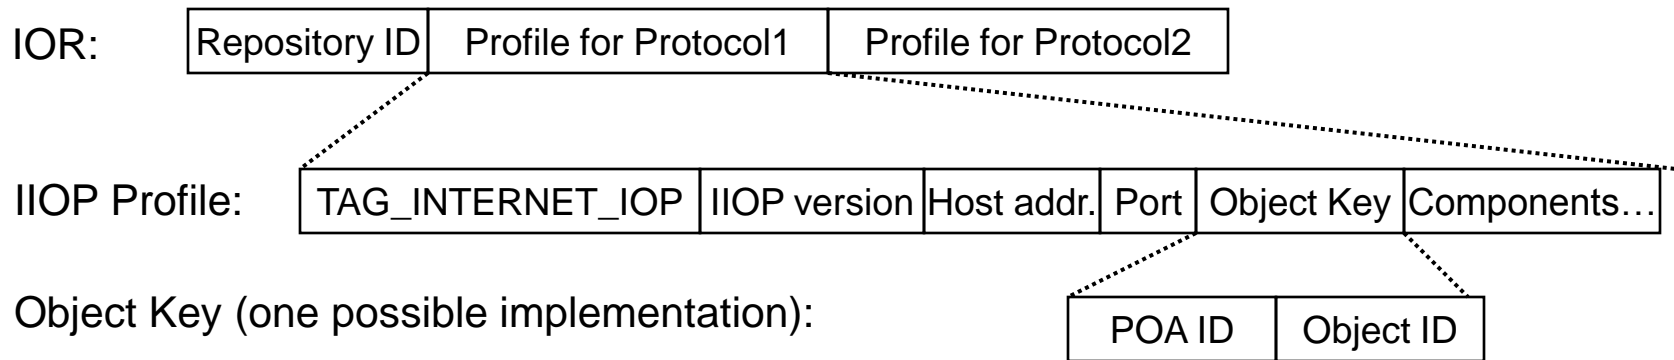 IOR: Repository ID Profile for Protocol1 Profile for Protocol2
IIOP Profile: TAG_INTERNET_IOP IIOP version Host addr. Port Object Key Components…
Object Key (one possible implementation): POA ID Object ID